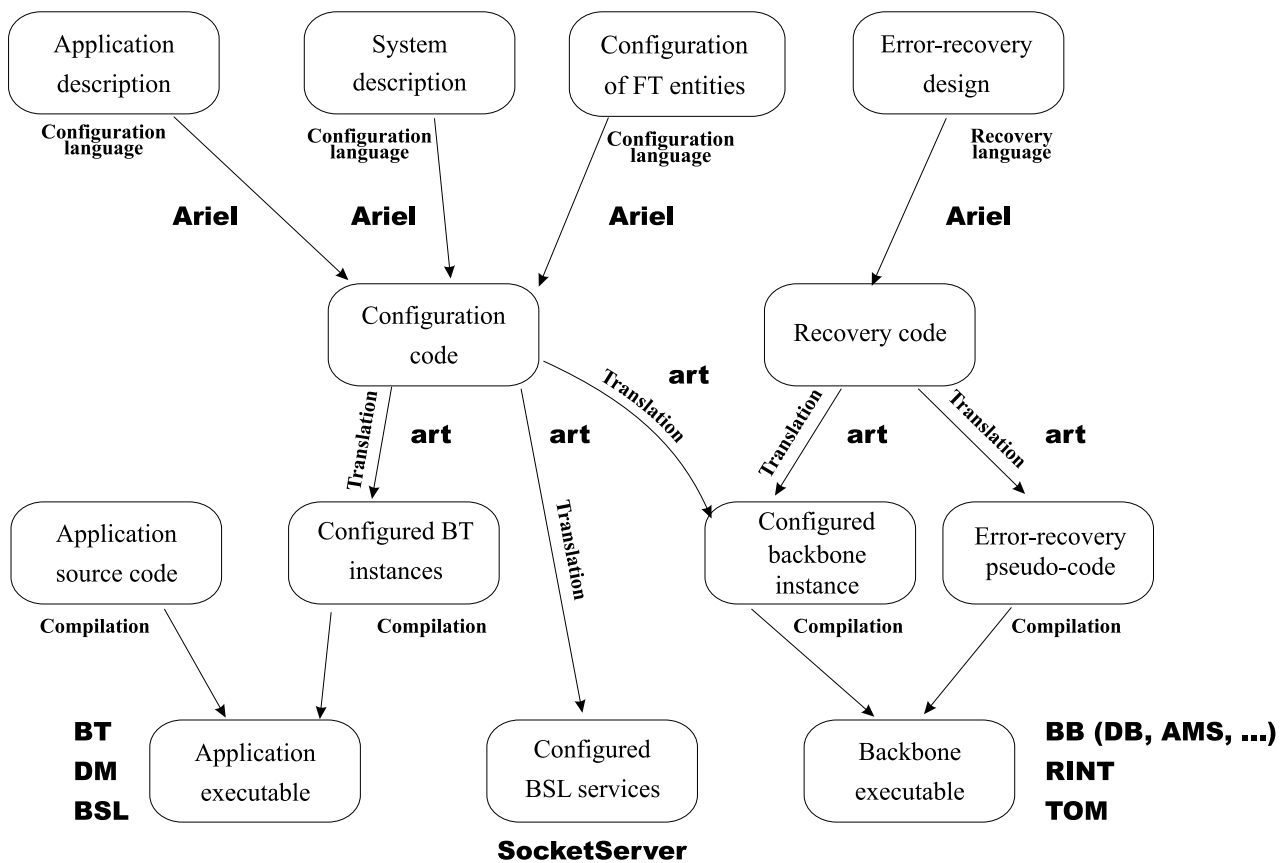 Application
description
System
description
Configuration
of FT entities
Error-recovery
design
Configuration
language
Configuration
language
Configuration
language
Recovery
language
Ariel
Ariel
Ariel
Ariel
Configuration
code
Recovery code
Translation
art
Translation
art
Translation
art
Translation
art
Translation
art
Application
source code
Configured BT
instances
Configured
backbone
instance
Error-recovery
pseudo-code
Compilation
Compilation
Compilation
Compilation
BT
DM
BSL
Application
executable
Configured
BSL services
Backbone
executable
BB (DB, AMS, ...)
RINT
TOM
SocketServer